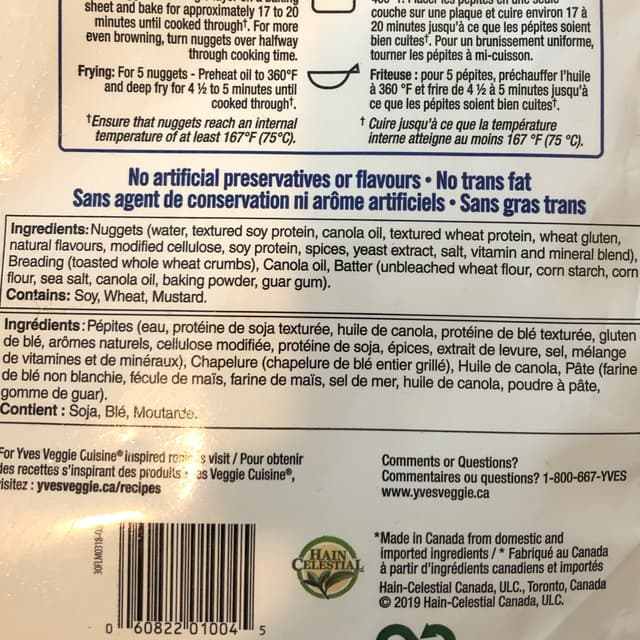 sheet and bake for approximately 17 to 20
minutes until cooked through†. For more
even browning, turn nuggets over halfway
through cooking time.
Frying: For 5 nuggets - Preheat oil to 360°F
and deep fry for 4 ½ to 5 minutes until
cooked through†.
†Ensure that nuggets reach an internal
temperature of at least 167°F (75°C).
couche sur une plaque et cuire environ 17 à
20 minutes jusqu'à ce que les pépites soient
bien cuites†. Pour un brunissement uniforme,
tourner les pépites à mi-cuisson.
Friteuse : pour 5 pépites, préchauffer l'huile
à 360 °F et frire de 4 ½ à 5 minutes jusqu'à
ce que les pépites soient bien cuites†.
† Cuire jusqu'à ce que la température
interne atteigne au moins 167 °F (75 °C).
No artificial preservatives or flavours • No trans fat
Sans agent de conservation ni arôme artificiels • Sans gras trans
Ingredients: Nuggets (water, textured soy protein, canola oil, textured wheat protein, wheat gluten,
natural flavours, modified cellulose, soy protein, spices, yeast extract, salt, vitamin and mineral blend),
Breading (toasted whole wheat crumbs), Canola oil, Batter (unbleached wheat flour, corn starch, corn
flour, sea salt, canola oil, baking powder, guar gum).
Contains: Soy, Wheat, Mustard.
Ingrédients : Pépites (eau, protéine de soja texturée, huile de canola, protéine de blé texturée, gluten
de blé, arômes naturels, cellulose modifiée, protéine de soja, épices, extrait de levure, sel, mélange
de vitamines et de minéraux), Chapelure (chapelure de blé entier grillé), Huile de canola, Pâte (farine
de blé non blanchie, fécule de maïs, farine de maïs, sel de mer, huile de canola, poudre à pâte,
gomme de guar).
Contient : Soja, Blé, Moutarde.
For Yves Veggie Cuisine® inspired visit / Pour obtenir
des recettes s'inspirant des produits Veggie Cuisine®,
visitez : yvesveggie.ca/recipes
Comments or Questions?
Commentaires ou questions? 1-800-667-YVES
www.yvesveggie.ca
HAIN
CELESTIAL
*Made in Canada from domestic and
imported ingredients / * Fabriqué au Canada
à partir d'ingrédients canadiens et importés
Hain-Celestial Canada, ULC., Toronto, Canada
© 2019 Hain-Celestial Canada, ULC.
0 60822 01004 5